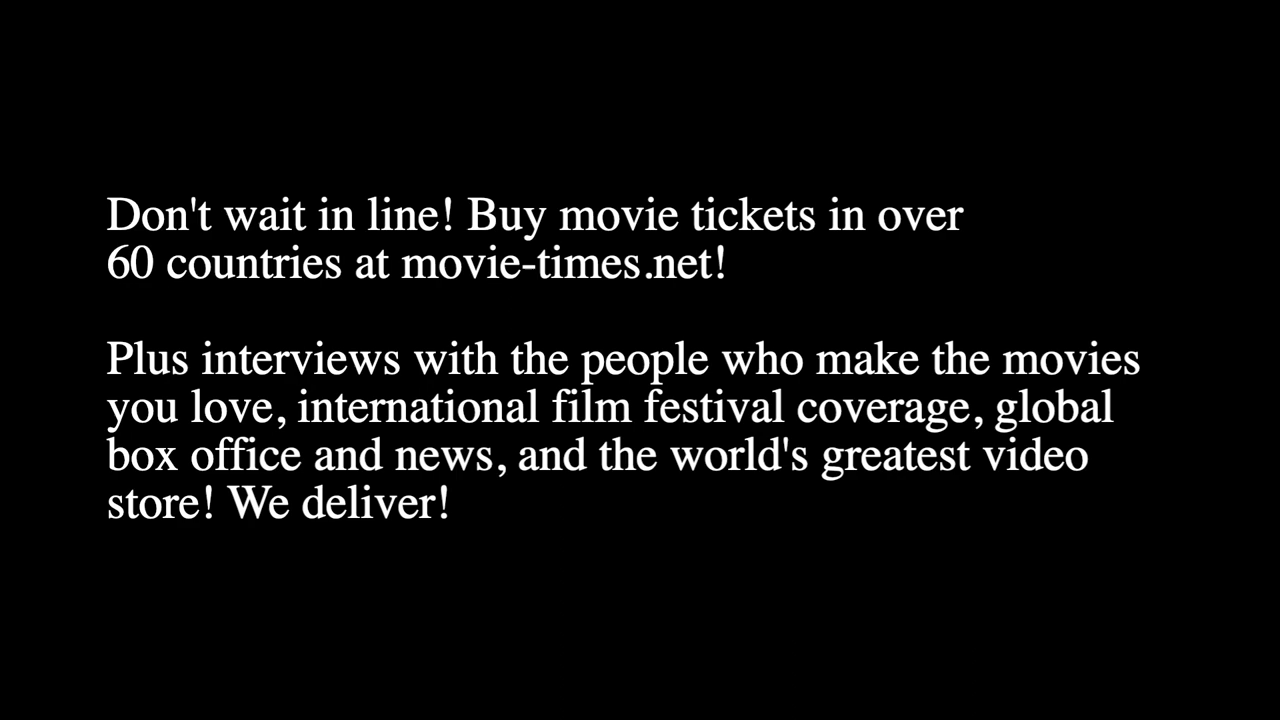 Don't wait in line! Buy movie tickets in over
60 countries at movie-times.net!
Plus interviews with the people who make the movies
you love, international film festival coverage, global
box office and news, and the world's greatest video
store! We deliver!